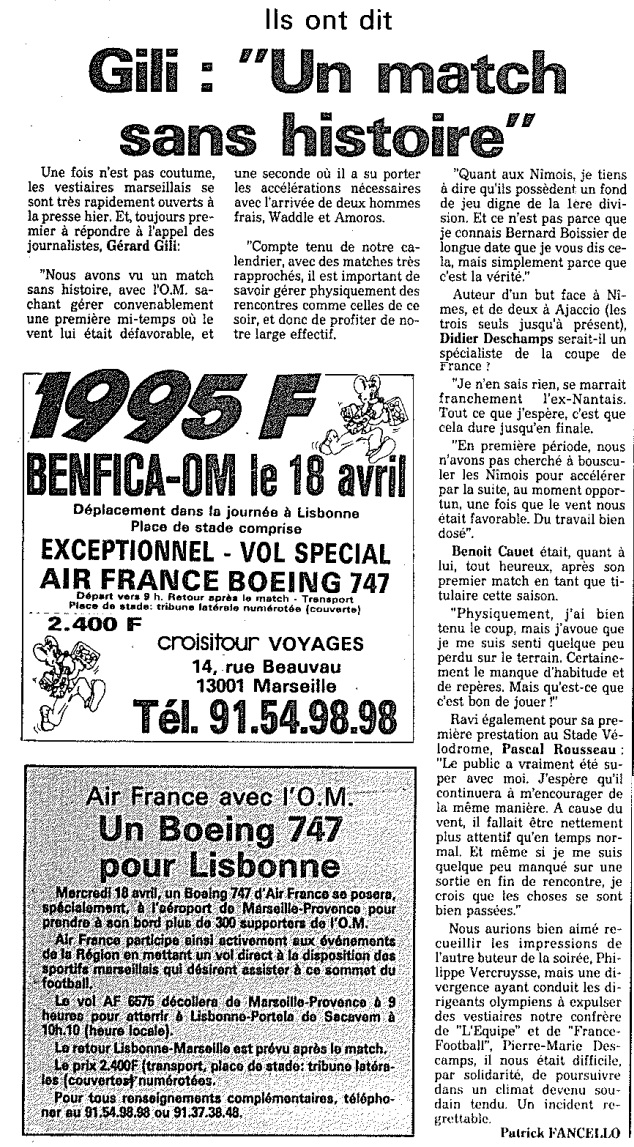 Ils ont dit
Gili : "Un match
sans histoire"
Une fois n'est pas coutume,
les vestiaires marseillais se
sont très rapidement ouverts à
la presse hier. Et, toujours pre-
mier à répondre à l'appel des
journalistes, Gérard Gili:
"Nous avons vu un match
sans histoire, avec l'O.M. sa-
chant gérer convenablement
une première mi-temps où le
vent lui était défavorable, et
une seconde où il a su porter
les accélérations nécessaires
avec l'arrivée de deux hommes
frais, Waddle et Amoros.
"Compte tenu de notre ca-
lendrier, avec des matches très
rapprochés, il est important de
savoir gérer physiquement des
rencontres comme celles de ce
soir, et donc de profiter de no-
tre large effectif.
"Quant aux Nîmois, je tiens
à dire qu'ils possèdent un fond
de jeu digne de la 1ere divi-
sion. Et ce n'est pas parce que
je connais Bernard Boissier de
longue date que je vous dis ce-
la, mais simplement parce que
c'est la vérité."
Auteur d'un but face à Nî-
mes, et de deux à Ajaccio (les
trois seuls jusqu'à présent),
Didier Deschamps serait-il un
spécialiste de la coupe de
France ?
"Je n'en sais rien, se marrait
franchement l'ex-Nantais.
Tout ce que j'espère, c'est que
cela dure jusqu'en finale.
"En première période, nous
n'avons pas cherché à bouscu-
ler les Nîmois pour accélérer
par la suite, au moment oppor-
tun, une fois que le vent nous
était favorable. Du travail bien
dosé".
Benoit Cauet était, quant à
lui, tout heureux, après son
premier match en tant que ti-
tulaire cette saison.
"Physiquement, j'ai bien
tenu le coup, mais j'avoue que
je me suis senti quelque peu
perdu sur le terrain. Certaine-
ment le manque d'habitude et
de repères. Mais qu'est-ce que
c'est bon de jouer !"
Ravi également pour sa pre-
mière prestation au Stade Vé-
lodrome, Pascal Rousseau :
"Le public a vraiment été su-
per avec moi. J'espère qu'il
continuera à m'encourager de
la même manière. A cause du
vent, il fallait être nettement
plus attentif qu'en temps nor-
mal. Et même si je me suis
quelque peu manqué sur une
sortie en fin de rencontre, je
crois que les choses se sont
bien passées."
Nous aurions bien aimé re-
cueillir les impressions de
l'autre buteur de la soirée, Phi-
lippe Vercruysse, mais une di-
vergence ayant conduit les di-
rigeants olympiens à expulser
des vestiaires notre confrère
de "L'Equipe" et de "France-
Football", Pierre-Marie Des-
camps, il nous était difficile,
par solidarité, de poursuivre
dans un climat devenu sou-
dain tendu. Un incident re-
grettable.
Patrick FANCELLO
1995 F
BENFICA-OM le 18 avril
Déplacement dans la journée à Lisbonne
Place de stade comprise
EXCEPTIONNEL - VOL SPECIAL
AIR FRANCE BOEING 747
Départ vers 9 h. Retour après le match - Transport
Place de stade: tribune latérale numérotée (couverte)
2.400 F
croisitour VOYAGES
14, rue Beauvau
13001 Marseille
Tél. 91.54.98.98
Air France avec l'O.M.
Un Boeing 747
pour Lisbonne
Mercredi 18 avril, un Boeing 747 d'Air France se posera,
spécialement, à l'aéroport de Marseille-Provence pour
prendre à son bord plus de 300 supporters de l'O.M.
Air France participe ainsi activement aux événements
de la Région en mettant un vol direct à la disposition des
sportifs marseillais qui désirent assister à ce sommet du
football.
Le vol AF 6575 décollera de Marseille-Provence à 9
heures pour atterrir à Lisbonne-Portela de Sacavem à
10h.10 (heure locale).
Le retour Lisbonne-Marseille est prévu après le match.
Le prix 2.400F (transport, place de stade: tribune latéra-
les (couvertes) numérotées.
Pour tous renseignements complémentaires, télépho-
ner au 91.54.98.98 ou 91.37.38.48.